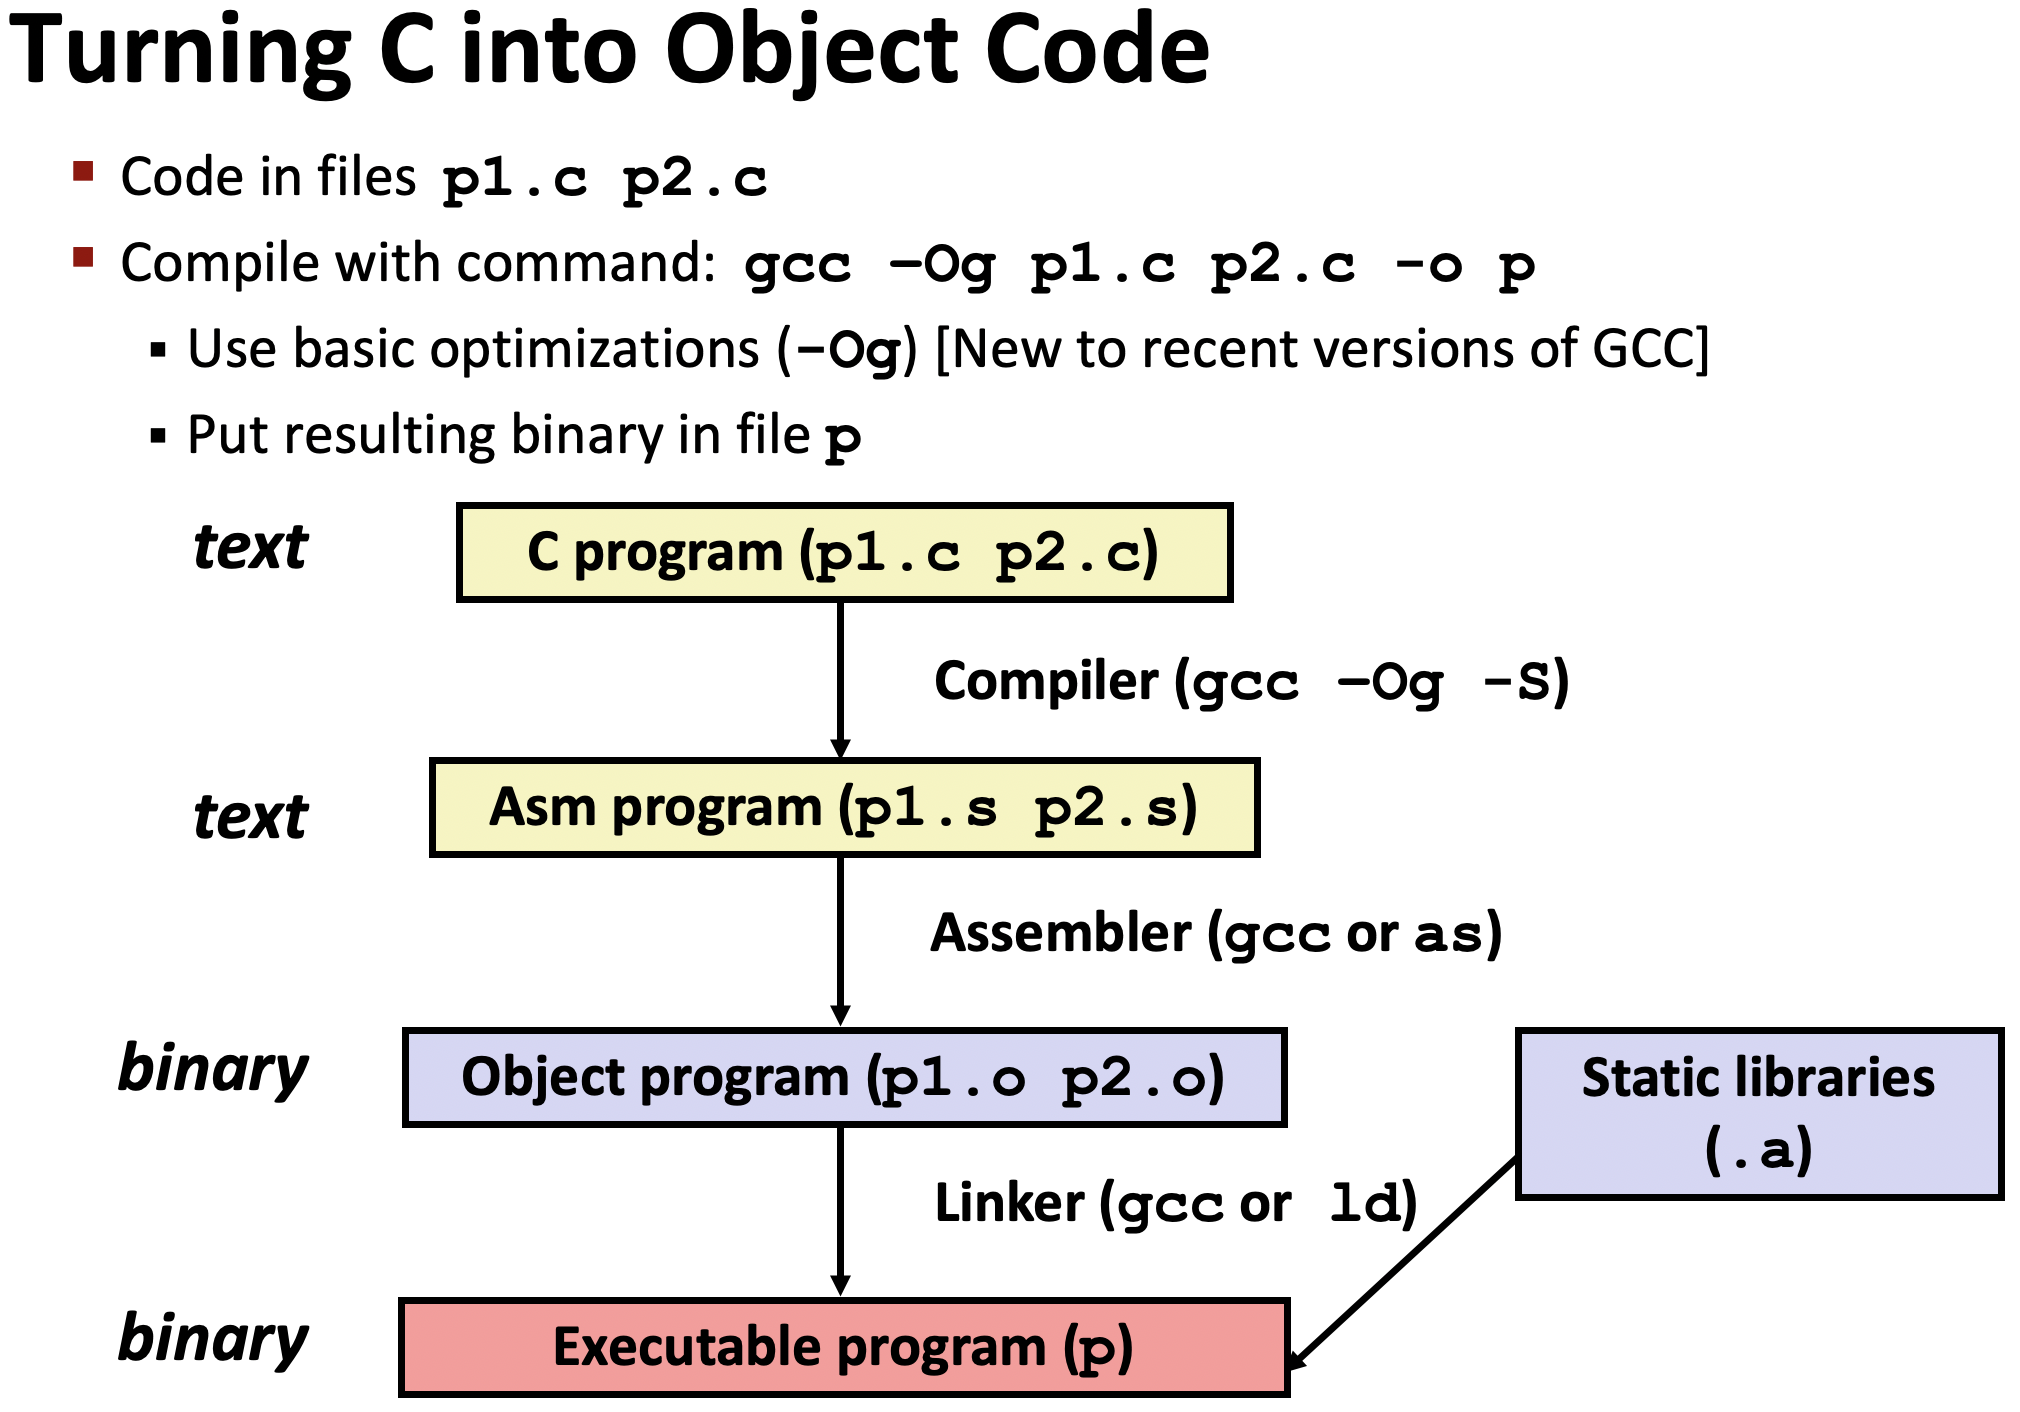 Turning C into Object Code
▪ Code in files p1.c p2.c
▪ Compile with command: gcc –Og p1.c p2.c -o p
▪ Use basic optimizations (-Og) [New to recent versions of GCC]
▪ Put resulting binary in file p
text
C program (p1.c p2.c)
Compiler (gcc –Og -S)
text
Asm program (p1.s p2.s)
Assembler (gcc or as)
binary
Object program (p1.o p2.o)
Static libraries
(.a)
Linker (gcc or ld)
binary
Executable program (p)